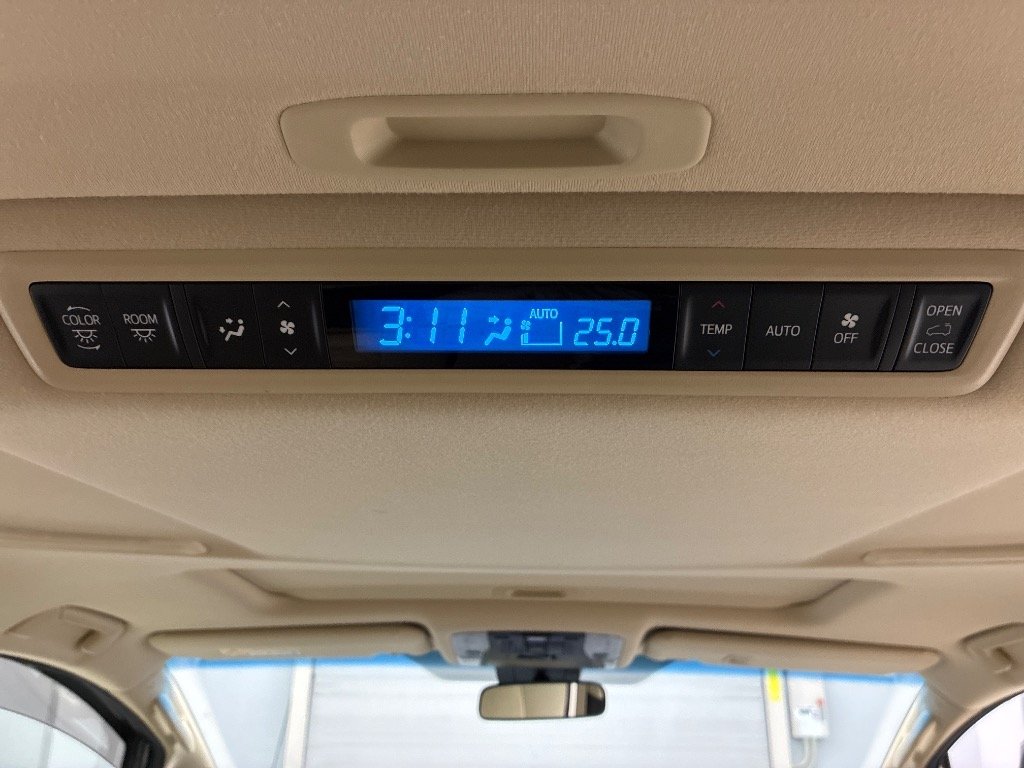 COLOR
ROOM
3:11
AUTO
25.0
TEMP
AUTO
OFF
OPEN
CLOSE